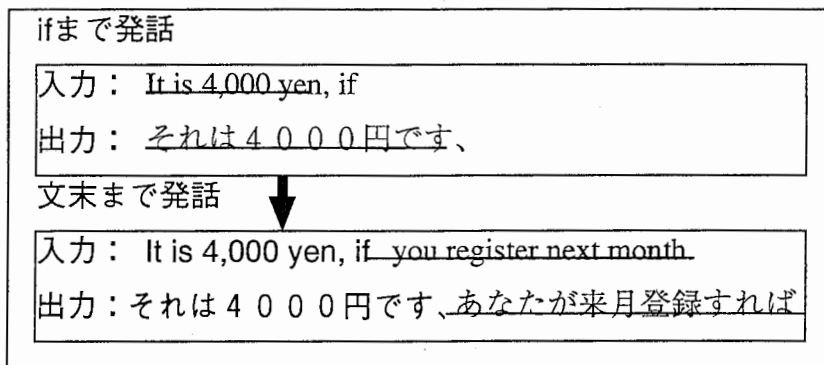 ifまで発話
入力： It is 4,000 yen, if
出力： それは４０００円です、
文末まで発話
入力： It is 4,000 yen, if you register next month
出力：それは４０００円です、あなたが来月登録すれば